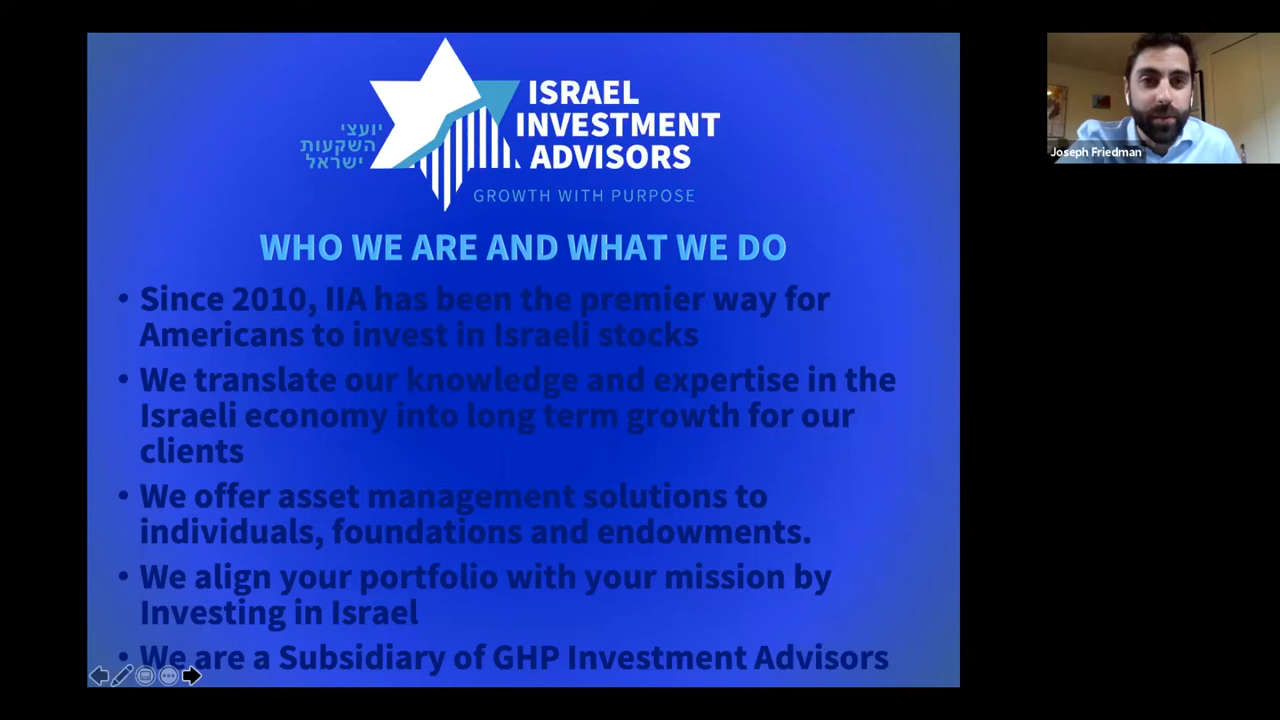 יועצי
השקעות
ישראל
ISRAEL
INVESTMENT
ADVISORS
GROWTH WITH PURPOSE
WHO WE ARE AND WHAT WE DO
• Since 2010, IIA has been the premier way for
Americans to invest in Israeli stocks
• We translate our knowledge and expertise in the
Israeli economy into long term growth for our
clients
• We offer asset management solutions to
individuals, foundations and endowments.
• We align your portfolio with your mission by
Investing in Israel
• We are a Subsidiary of GHP Investment Advisors
Joseph Friedman